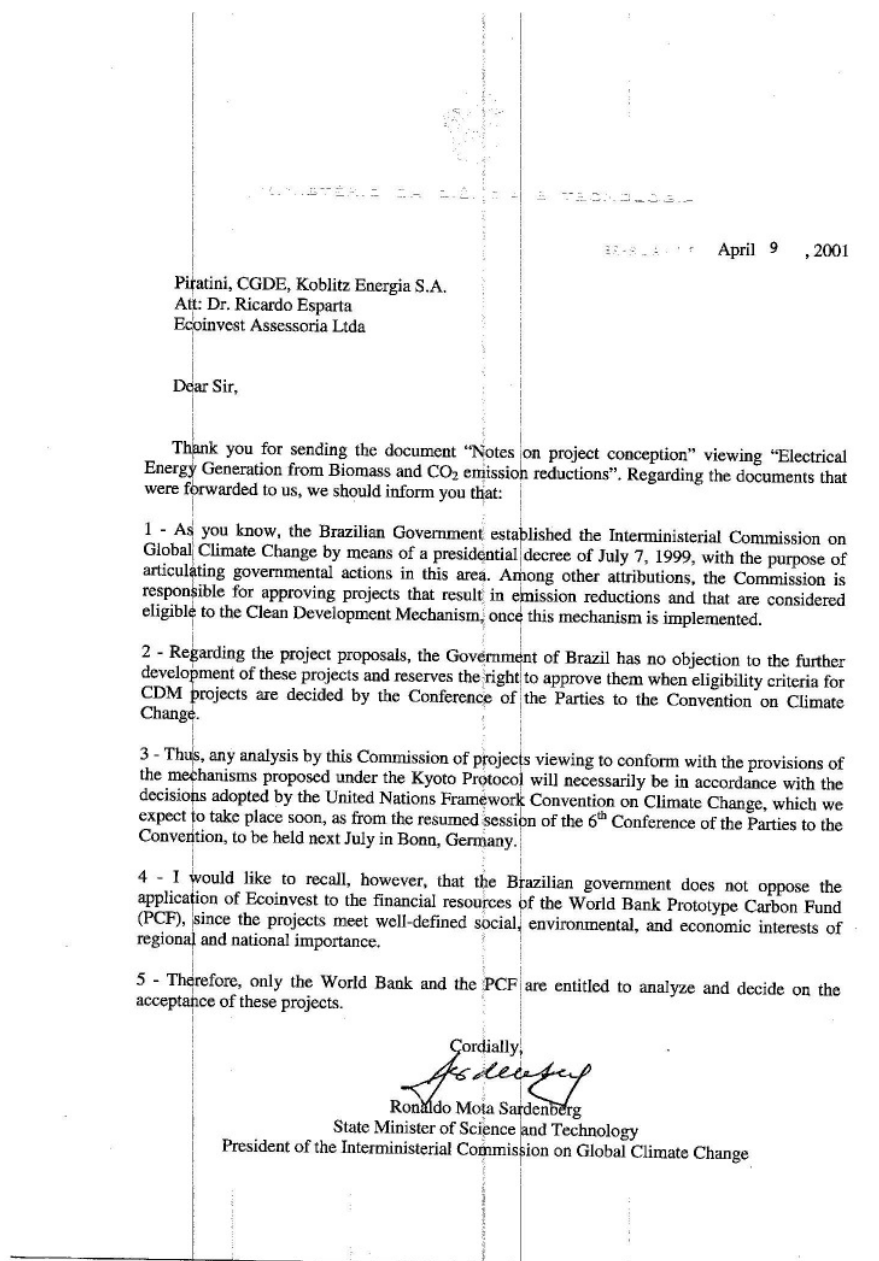 April 9 , 2001
Piratini, CGDE, Koblitz Energia S.A.
Att: Dr. Ricardo Esparta
Ecoinvest Assessoria Ltda
Dear Sir,
Thank you for sending the document “Notes on project conception” viewing “Electrical
Energy Generation from Biomass and CO₂ emission reductions”. Regarding the documents that
were forwarded to us, we should inform you that:
1 - As you know, the Brazilian Government established the Interministerial Commission on
Global Climate Change by means of a presidential decree of July 7, 1999, with the purpose of
articulating governmental actions in this area. Among other attributions, the Commission is
responsible for approving projects that result in emission reductions and that are considered
eligible to the Clean Development Mechanism, once this mechanism is implemented.
2 - Regarding the project proposals, the Government of Brazil has no objection to the further
development of these projects and reserves the right to approve them when eligibility criteria for
CDM projects are decided by the Conference of the Parties to the Convention on Climate
Change.
3 - Thus, any analysis by this Commission of projects viewing to conform with the provisions of
the mechanisms proposed under the Kyoto Protocol will necessarily be in accordance with the
decisions adopted by the United Nations Framework Convention on Climate Change, which we
expect to take place soon, as from the resumed session of the 6th Conference of the Parties to the
Convention, to be held next July in Bonn, Germany.
4 - I would like to recall, however, that the Brazilian government does not oppose the
application of Ecoinvest to the financial resources of the World Bank Prototype Carbon Fund
(PCF), since the projects meet well-defined social, environmental, and economic interests of
regional and national importance.
5 - Therefore, only the World Bank and the PCF are entitled to analyze and decide on the
acceptance of these projects.
Cordially,
Ronaldo Mota Sardenberg
State Minister of Science and Technology
President of the Interministerial Commission on Global Climate Change